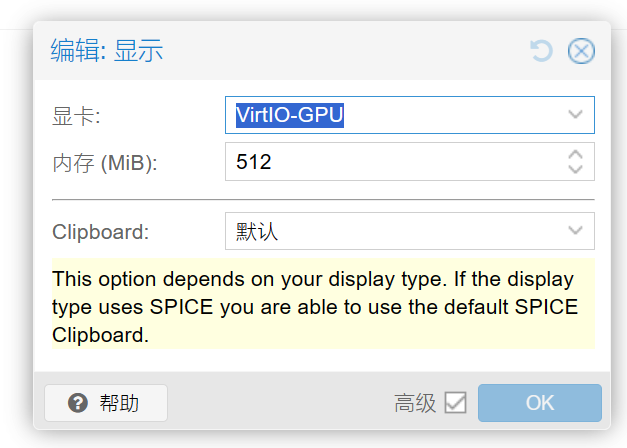 编辑: 显示
显卡: VirtIO-GPU
内存 (MiB): 512
Clipboard: 默认
This option depends on your display type. If the display
type uses SPICE you are able to use the default SPICE
Clipboard.
帮助 高级 OK